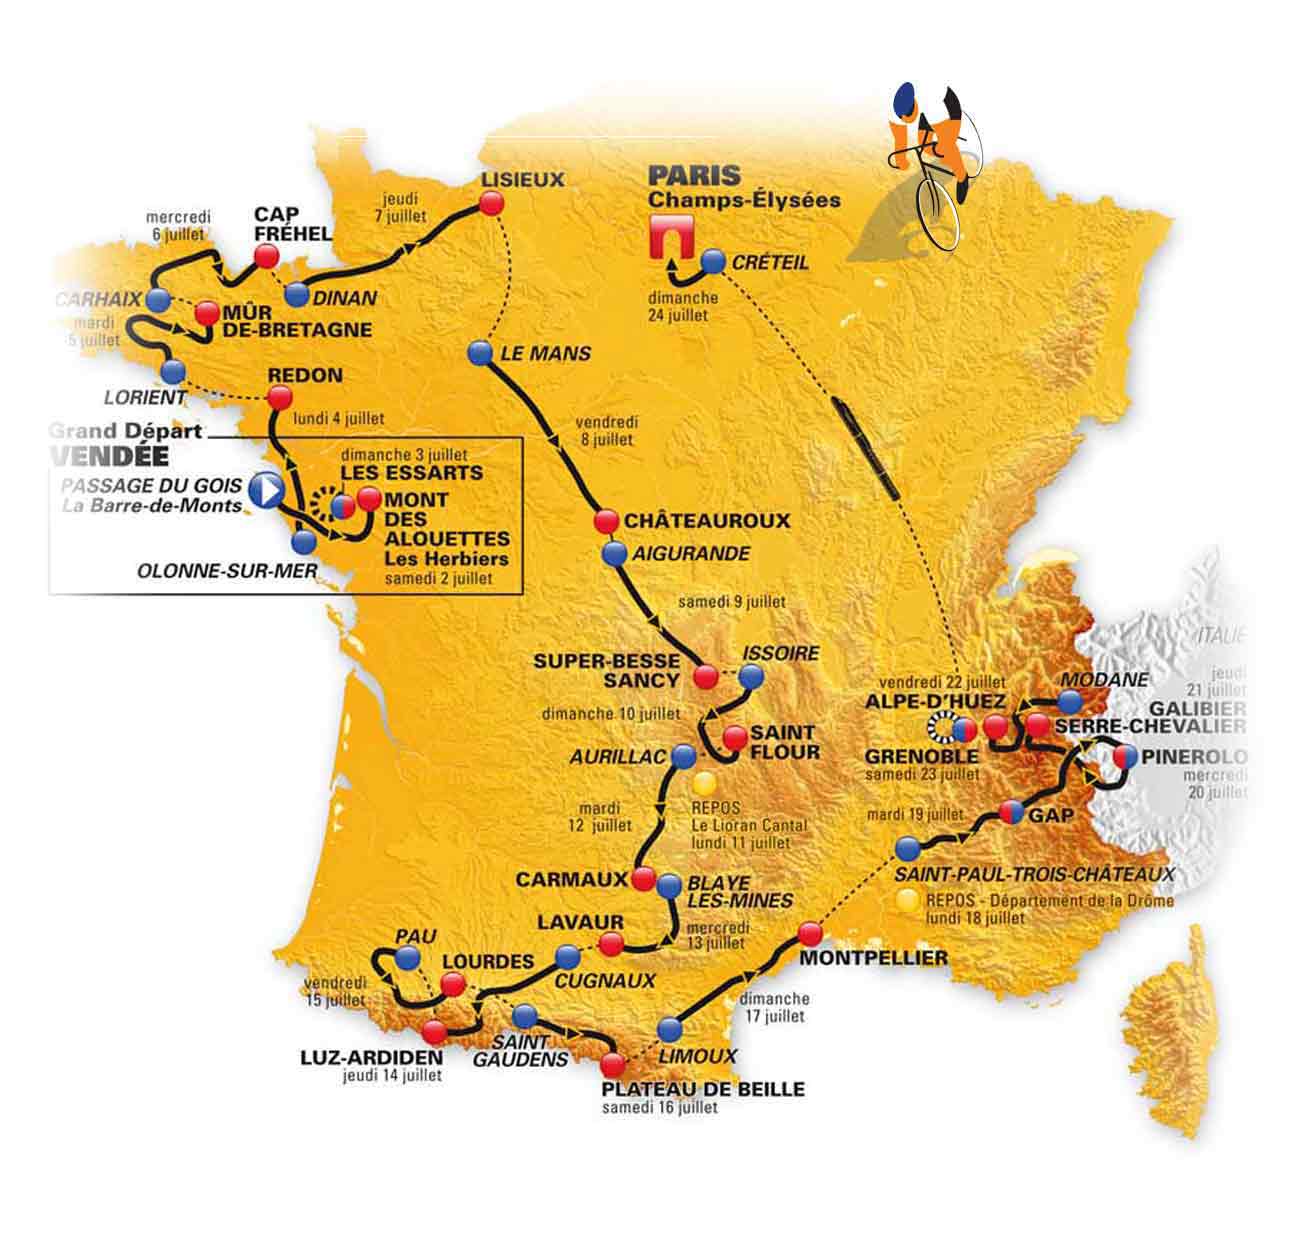 LISIEUX
jeudi
7 juillet
PARIS
Champs-Élysées
CRÉTEIL
dimanche
24 juillet
mercredi
6 juillet
CAP
FRÉHEL
DINAN
CARHAIX
MÛR
DE-BRETAGNE
mardi
5 juillet
LORIENT
REDON
lundi 4 juillet
LE MANS
vendredi
8 juillet
Grand Départ
VENDÉE
PASSAGE DU GOIS
La Barre-de-Monts
dimanche 3 juillet
LES ESSARTS
MONT
DES
ALOUETTES
Les Herbiers
samedi 2 juillet
OLONNE-SUR-MER
CHÂTEAUROUX
AIGURANDE
samedi 9 juillet
SUPER-BESSE
SANCY
ISSOIRE
dimanche 10 juillet
SAINT
FLOUR
AURILLAC
REPOS
Le Lioran Cantal
lundi 11 juillet
mardi
12 juillet
CARMAUX
BLAYE
LES-MINES
mercredi
13 juillet
LAVAUR
CUGNAUX
PAU
LOURDES
vendredi
15 juillet
LUZ-ARDIDEN
jeudi 14 juillet
SAINT
GAUDENS
PLATEAU DE BEILLE
samedi 16 juillet
LIMOUX
dimanche
17 juillet
MONTPELLIER
ITALIE
jeudi
21 juillet
GALIBIER
SERRE-CHEVALIER
MODANE
vendredi 22 juillet
ALPE-D'HUEZ
GRENOBLE
samedi 23 juillet
PINEROLO
mercredi
20 juillet
mardi 19 juillet
GAP
SAINT-PAUL-TROIS-CHÂTEAUX
REPOS - Département de la Drôme
lundi 18 juillet